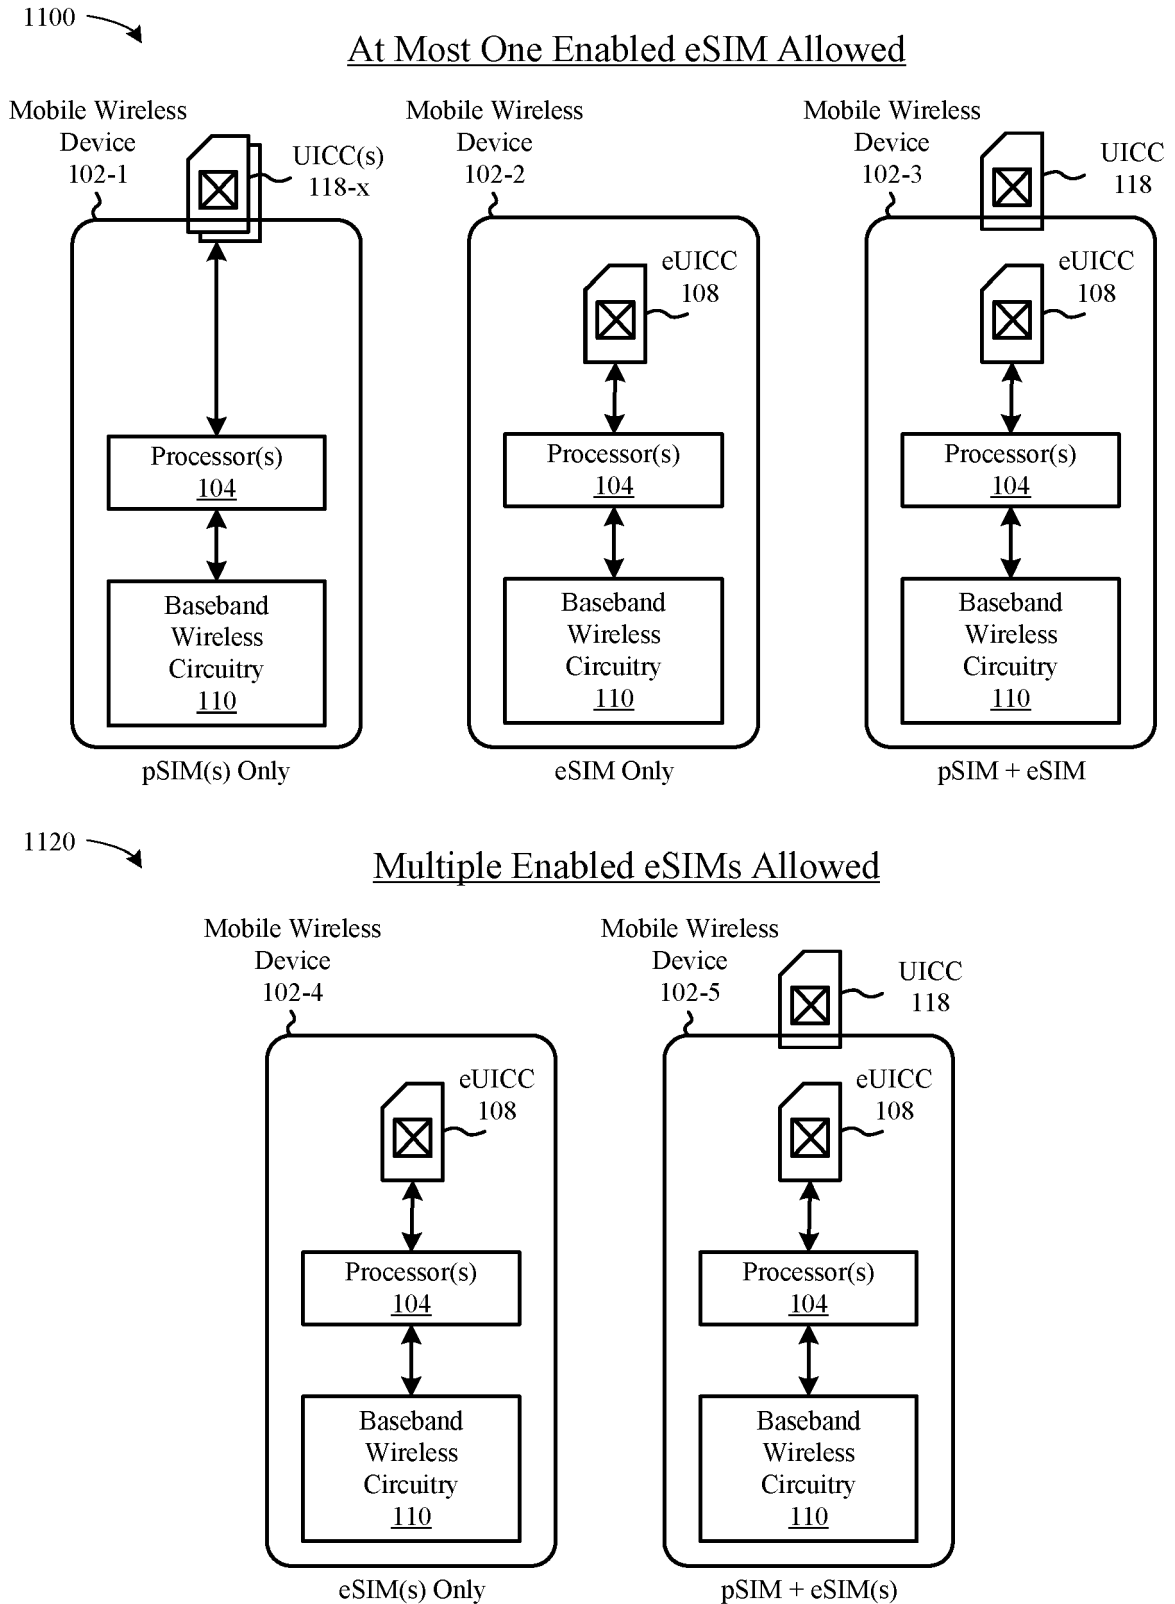 1100
At Most One Enabled eSIM Allowed
Mobile Wireless
Device
102-1
UICC(s)
118-x
Processor(s)
104
Baseband
Wireless
Circuitry
110
pSIM(s) Only
Mobile Wireless
Device
102-2
eUICC
108
Processor(s)
104
Baseband
Wireless
Circuitry
110
eSIM Only
Mobile Wireless
Device
102-3
UICC
118
eUICC
108
Processor(s)
104
Baseband
Wireless
Circuitry
110
pSIM + eSIM
1120
Multiple Enabled eSIMs Allowed
Mobile Wireless
Device
102-4
eUICC
108
Processor(s)
104
Baseband
Wireless
Circuitry
110
eSIM(s) Only
Mobile Wireless
Device
102-5
UICC
118
eUICC
108
Processor(s)
104
Baseband
Wireless
Circuitry
110
pSIM + eSIM(s)